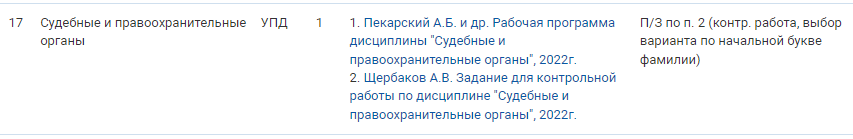 17 Судебные и правоохранительные УПД 1 1. Пекарский А.Б. и др. Рабочая программа П/З по п. 2 (контр. работа, выбор
органы дисциплины "Судебные и варианта по начальной букве
правоохранительные органы", 2022г. фамилии)
2. Щербаков А.В. Задание для контрольной
работы по дисциплине "Судебные и
правоохранительные органы", 2022г.